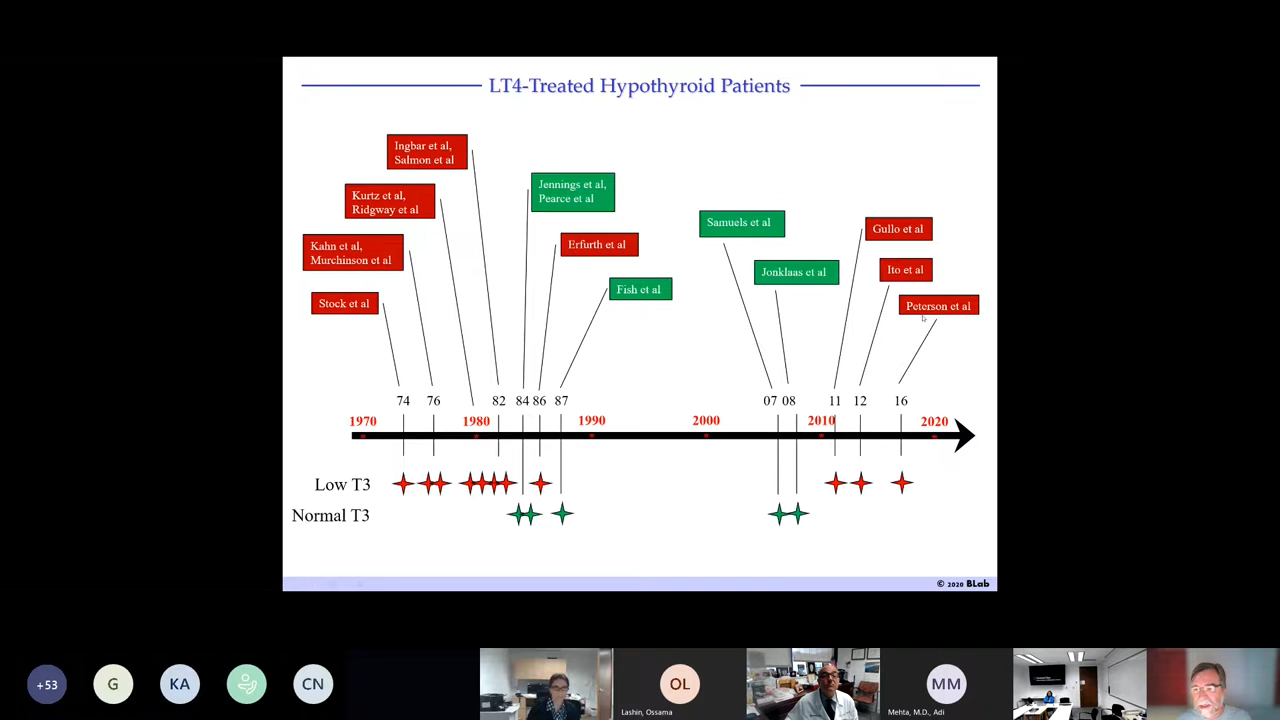 LT4-Treated Hypothyroid Patients
Ingbar et al,
Salmon et al
Jennings et al,
Pearce et al
Kurtz et al,
Ridgway et al
Samuels et al
Gullo et al
Kahn et al,
Murchinson et al
Erfurth et al
Jonklaas et al
Ito et al
Fish et al
Stock et al
Peterson et al
74 76 82 84 86 87 07 08 11 12 16
1970 1980 1990 2000 2010 2020
Low T3
Normal T3
© 2020 BLab
+53 G KA CN OL MM
Lashin, Ossama
Mehta, M.D., Adi